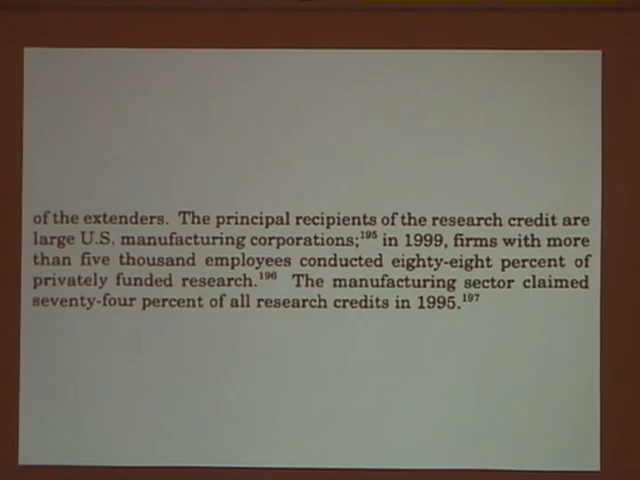 of the extenders. The principal recipients of the research credit are
large U.S. manufacturing corporations;195 in 1999, firms with more
than five thousand employees conducted eighty-eight percent of
privately funded research.196 The manufacturing sector claimed
seventy-four percent of all research credits in 1995.197